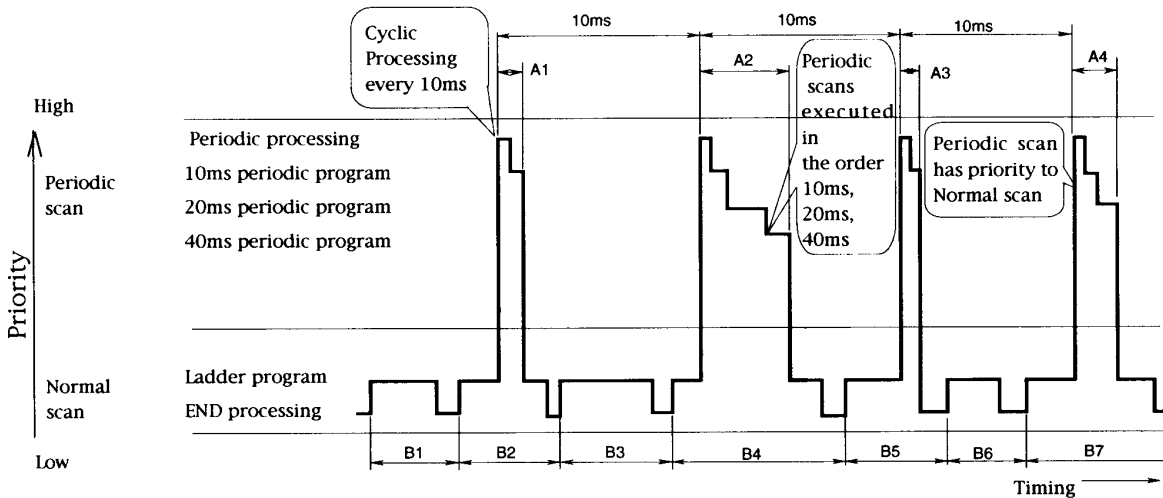 10ms
10ms
10ms
Cyclic
Processing
every 10ms
A1
A2
Periodic
scans
executed
in
the order
10ms,
20ms,
40ms
A3
A4
Periodic scan
has priority to
Normal scan
High
Priority
Periodic
scan
Normal
scan
Low
Periodic processing
10ms periodic program
20ms periodic program
40ms periodic program
Ladder program
END processing
B1
B2
B3
B4
B5
B6
B7
Timing